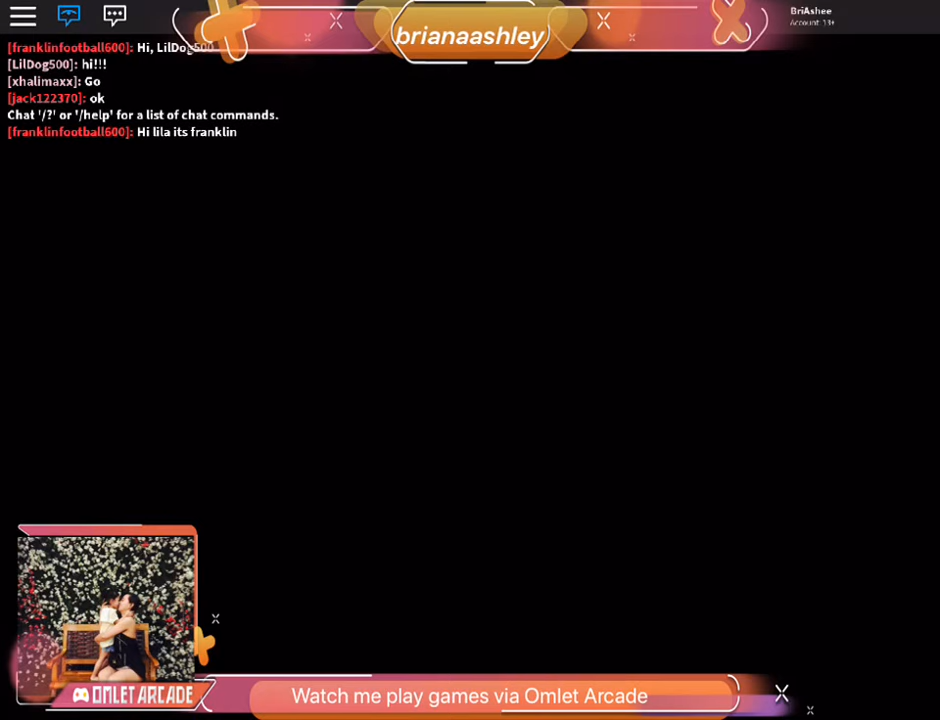 brianaashley
BriAshee
Account: 13+
[franklinfootball600]: Hi, LilDog500
[LilDog500]: hi!!!
[xhalimaxx]: Go
[jack122370]: ok
Chat '/?' or '/help' for a list of chat commands.
[franklinfootball600]: Hi lila its franklin
OMLET ARCADE
Watch me play games via Omlet Arcade